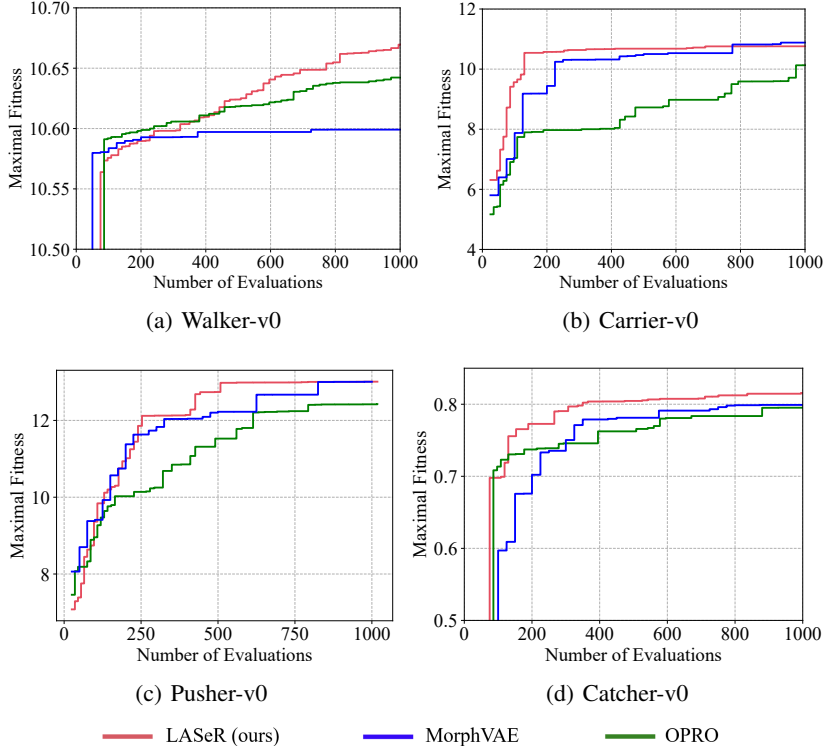 10.70
10.65
10.60
10.55
10.50
Maximal Fitness
0 200 400 600 800 1000
Number of Evaluations
(a) Walker-v0
12
10
8
6
4
Maximal Fitness
0 200 400 600 800 1000
Number of Evaluations
(b) Carrier-v0
12
10
8
Maximal Fitness
0 250 500 750 1000
Number of Evaluations
(c) Pusher-v0
0.8
0.7
0.6
0.5
Maximal Fitness
0 200 400 600 800 1000
Number of Evaluations
(d) Catcher-v0
LASeR (ours) MorphVAE OPRO